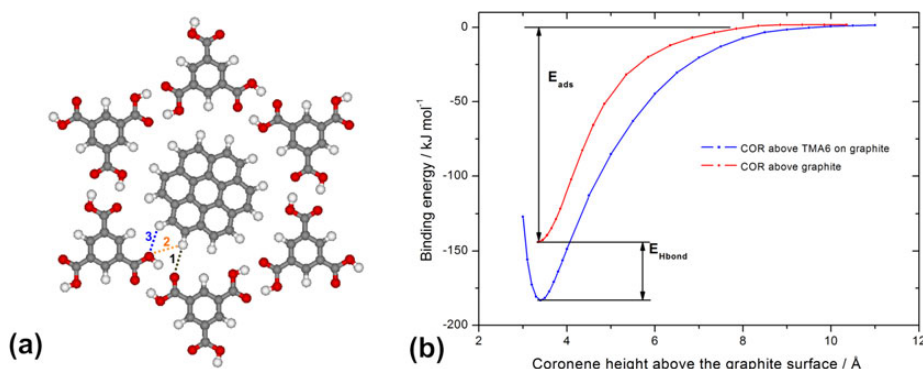 3
2
1
(a)
0
-50
-100
-150
-200
Binding energy / kJ mol-1
E_ads
E_Hbond
COR above TMA6 on graphite
COR above graphite
2 4 6 8 10 12
Coronene height above the graphite surface / Å
(b)